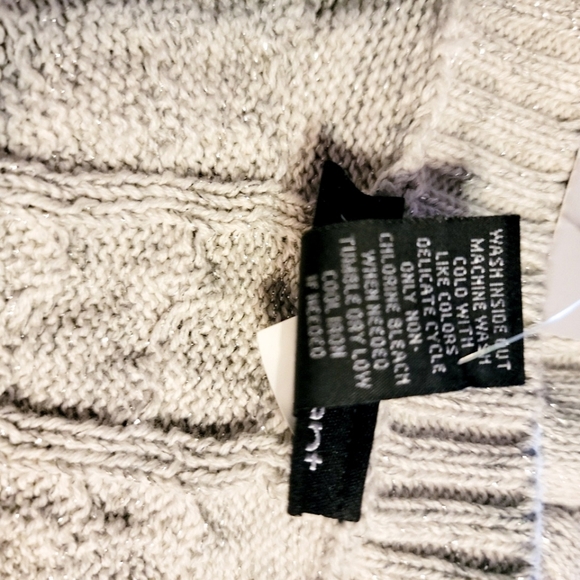 WASH INSIDE OUT
MACHINE WASH
COLD WITH
LIKE COLORS
DELICATE CYCLE
ONLY NON-
CHLORINE BLEACH
WHEN NEEDED
TUMBLE DRY LOW
COOL IRON
F NEEDED